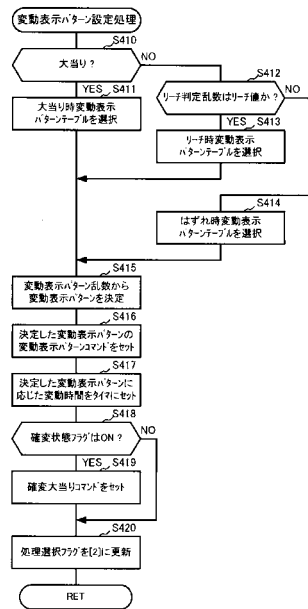 変動表示パターン設定処理
S410
大当り？
NO
YES
S411
S412
大当り時変動表示
パターンテーブルを選択
リーチ判定乱数はリーチ値か？
NO
YES
S413
リーチ時変動表示
パターンテーブルを選択
S414
はずれ時変動表示
パターンテーブルを選択
S415
変動表示パターン乱数から
変動表示パターンを決定
S416
決定した変動表示パターンの
変動表示パターンコマンドをセット
S417
決定した変動表示パターンに
応じた変動時間をタイマにセット
S418
確変状態フラグはON？
NO
YES
S419
確変大当りコマンドをセット
S420
処理選択フラグを[2]に更新
RET